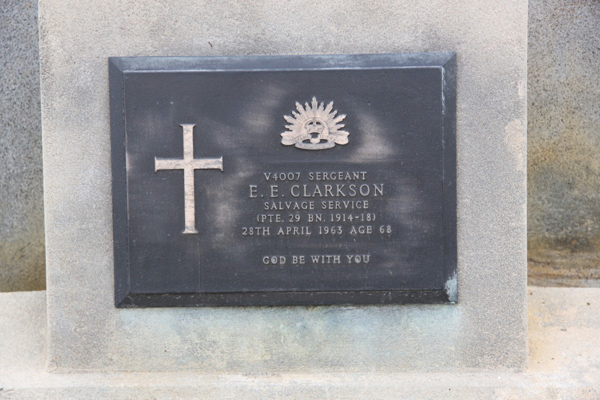 V4007 SERGEANT
E. E. CLARKSON
SALVAGE SERVICE
(PTE. 29 BN. 1914-18)
28TH APRIL 1963 AGE 68
GOD BE WITH YOU